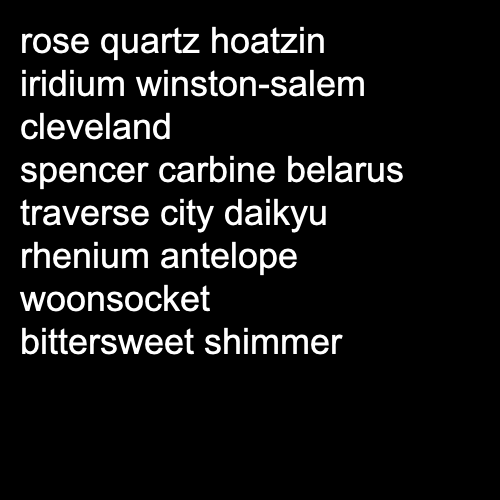 rose quartz hoatzin
iridium winston-salem
cleveland
spencer carbine belarus
traverse city daikyu
rhenium antelope
woonsocket
bittersweet shimmer